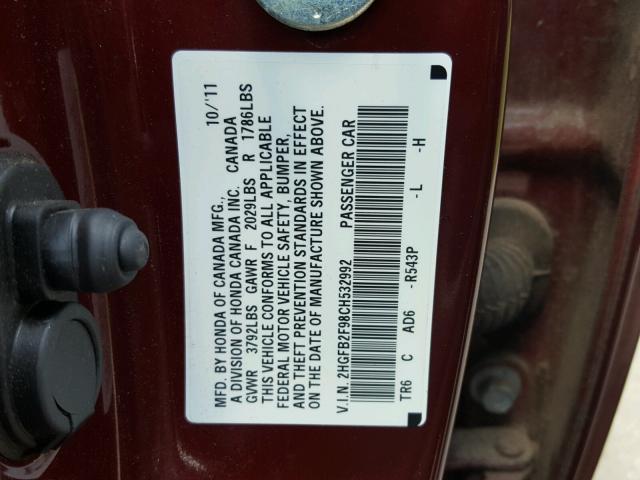 MFD. BY HONDA OF CANADA MFG., 10/'11
A DIVISION OF HONDA CANADA INC. CANADA
GVWR 3792LBS GAWR F 2029LBS R 1786LBS
THIS VEHICLE CONFORMS TO ALL APPLICABLE
FEDERAL MOTOR VEHICLE SAFETY, BUMPER,
AND THEFT PREVENTION STANDARDS IN EFFECT
ON THE DATE OF MANUFACTURE SHOWN ABOVE.
V.I.N. 2HGFB2F98CH532992 PASSENGER CAR
TR6 C AD6 -R543P -L -H